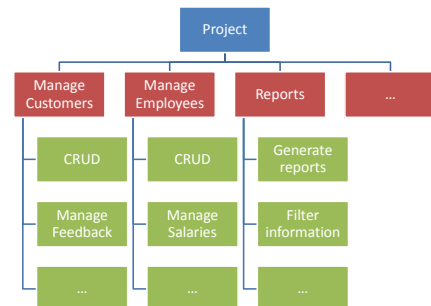 Project
Manage
Customers
Manage
Employees
Reports
...
CRUD
CRUD
Generate
reports
Manage
Feedback
Manage
Salaries
Filter
information
...
...
...